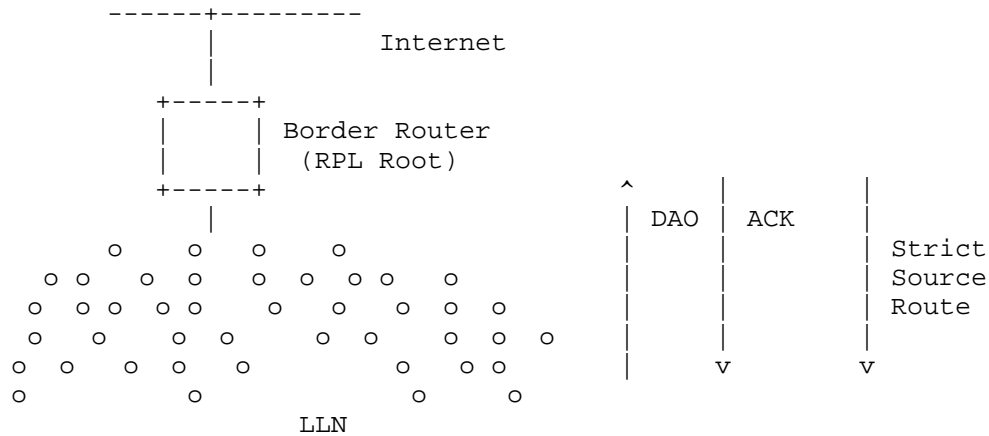 ------+---------
|          Internet
|
+-----+
|     | Border Router
|     |  (RPL Root)
+-----+                      ^     |        |
|                         | DAO | ACK    |
o    o   o    o                 |     |        | Strict
o o   o  o   o  o  o o   o          |     |        | Source
o  o o  o o    o   o   o  o  o       |     |        | Route
o   o    o  o     o  o    o  o  o    |     |        |
o  o   o  o   o         o   o o      |     v        v
o          o             o     o
LLN